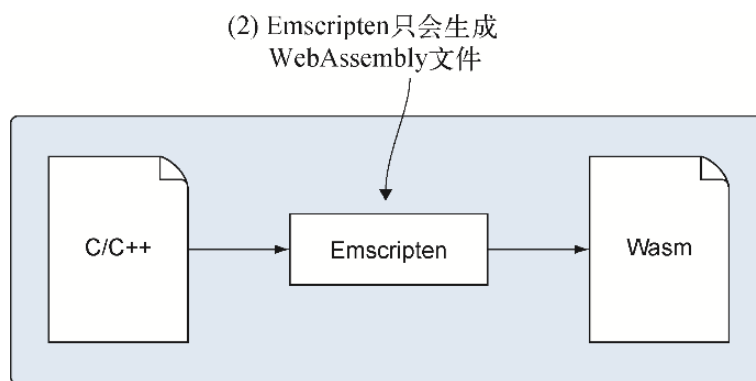 (2) Emscripten只会生成
WebAssembly文件
C/C++
Emscripten
Wasm